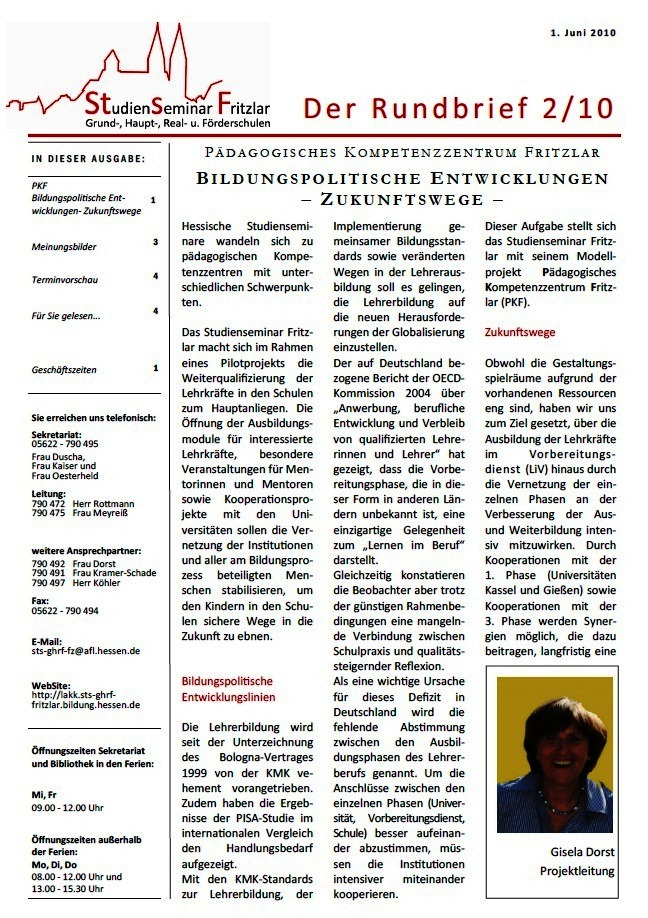 1. Juni 2010
StudienSeminar Fritzlar
Grund-, Haupt-, Real- u. Förderschulen
Der Rundbrief 2/10
IN DIESER AUSGABE:
PKF
Bildungspolitische Ent-
wicklungen- Zukunftswege 1
Meinungsbilder 3
Terminvorschau 4
Für Sie gelesen... 4
Geschäftszeiten 1
Sie erreichen uns telefonisch:
Sekretariat:
05622 - 790 495
Frau Duscha,
Frau Kaiser und
Frau Oesterheid
Leitung:
790 472 Herr Rottmann
790 475 Frau Meyreiß
weitere Ansprechpartner:
790 492 Frau Dorst
790 491 Frau Kramer-Schade
790 497 Herr Köhler
Fax:
05622 - 790 494
E-Mail:
sts-ghrf-fz@afl.hessen.de
WebSite:
http://lakk.sts-ghrf-
fritzlar.bildung.hessen.de
Öffnungszeiten Sekretariat
und Bibliothek in den Ferien:
Mi, Fr
09.00 - 12.00 Uhr
Öffnungszeiten außerhalb
der Ferien:
Mo, Di, Do
08.00 - 12.00 Uhr und
13.00 - 15.30 Uhr
PÄDAGOGISCHES KOMPETENZZENTRUM FRITZLAR
BILDUNGSPOLITISCHE ENTWICKLUNGEN
– ZUKUNFTSWEGE –
Hessische Studiensemi-
nare wandeln sich zu
pädagogischen Kompe-
tenzzentren mit unter-
schiedlichen Schwerpunk-
ten.
Das Studienseminar Fritz-
lar macht sich im Rahmen
eines Pilotprojekts die
Weiterqualifizierung der
Lehrkräfte in den Schulen
zum Hauptanliegen. Die
Öffnung der Ausbildungs-
module für interessierte
Lehrkräfte, besondere
Veranstaltungen für Men-
torinnen und Mentoren
sowie Kooperationspro-
jekte mit den Uni-
versitäten sollen die Ver-
netzung der Institutionen
und aller am Bildungspro-
zess beteiligten Men-
schen stabilisieren, um
den Kindern in den Schu-
len sichere Wege in die
Zukunft zu ebnen.
Bildungspolitische
Entwicklungslinien
Die Lehrerbildung wird
seit der Unterzeichnung
des Bologna-Vertrages
1999 von der KMK ve-
hement vorangetrieben.
Zudem haben die Ergeb-
nisse der PISA-Studie im
internationalen Vergleich
den Handlungsbedarf
aufgezeigt.
Mit den KMK-Standards
zur Lehrerbildung, der
Implementierung ge-
meinsamer Bildungsstan-
dards sowie veränderten
Wegen in der Lehreraus-
bildung soll es gelingen,
die Lehrerbildung auf
die neuen Herausforde-
rungen der Globalisierung
einzustellen.
Der auf Deutschland be-
zogene Bericht der OECD-
Kommission 2004 über
„Anwerbung, berufliche
Entwicklung und Verbleib
von qualifizierten Lehre-
rinnen und Lehrer“ hat
gezeigt, dass die Vorbe-
reitungsphase, die in die-
ser Form in anderen Län-
dern unbekannt ist, eine
einzigartige Gelegenheit
zum „Lernen im Beruf“
darstellt.
Gleichzeitig konstatieren
die Beobachter aber trotz
der günstigen Rahmenbe-
dingungen eine mangeln-
de Verbindung zwischen
Schulpraxis und qualitäts-
steigernder Reflexion.
Als eine wichtige Ursache
für dieses Defizit in
Deutschland wird die
fehlende Abstimmung
zwischen den Ausbil-
dungsphasen des Lehrer-
berufs genannt. Um die
Anschlüsse zwischen den
einzelnen Phasen (Univer-
sität, Vorbereitungsdienst,
Schule) besser aufeinan-
der abzustimmen, müs-
sen die Institutionen
intensiver miteinander
kooperieren.
Dieser Aufgabe stellt sich
das Studienseminar Fritz-
lar mit seinem Modell-
projekt Pädagogisches
Kompetenzzentrum Fritz-
lar (PKF).
Zukunftswege
Obwohl die Gestaltungs-
spielräume aufgrund der
vorhandenen Ressourcen
eng sind, haben wir uns
zum Ziel gesetzt, über die
Ausbildung der Lehrkräfte
im Vorbereitungs-
dienst (LiV) hinaus durch
die Vernetzung der ein-
zelnen Phasen an der
Verbesserung der Aus-
und Weiterbildung inten-
siv mitzuwirken. Durch
Kooperationen mit der
1. Phase (Universitäten
Kassel und Gießen) sowie
Kooperationen mit der
3. Phase werden Syner-
gien möglich, die dazu
beitragen, langfristig eine
Gisela Dorst
Projektleitung